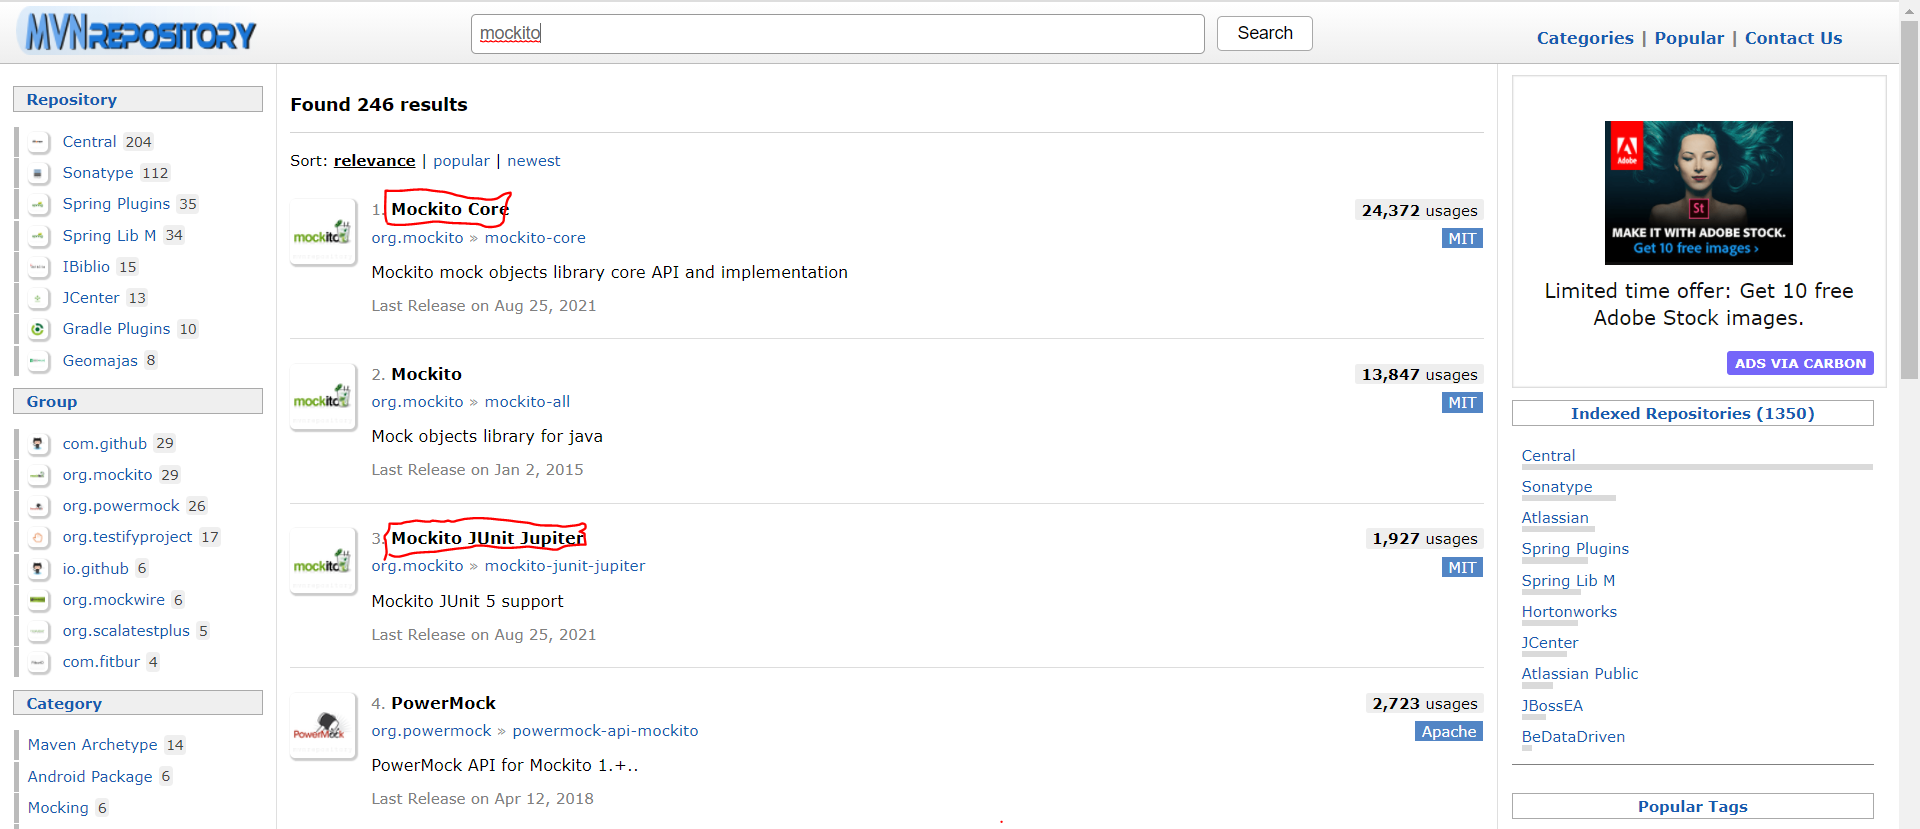 MVNREPOSITORY
mockito
Search
Categories | Popular | Contact Us
Repository
Central 204
Sonatype 112
Spring Plugins 35
Spring Lib M 34
IBiblio 15
JCenter 13
Gradle Plugins 10
Geomajas 8
Group
com.github 29
org.mockito 29
org.powermock 26
org.testifyproject 17
io.github 6
org.mockwire 6
org.scalatestplus 5
com.fitbur 4
Category
Maven Archetype 14
Android Package 6
Mocking 6
Found 246 results
Sort: relevance | popular | newest
mockito
1. Mockito Core
24,372 usages
org.mockito » mockito-core
MIT
Mockito mock objects library core API and implementation
Last Release on Aug 25, 2021
mockito
2. Mockito
13,847 usages
org.mockito » mockito-all
MIT
Mock objects library for java
Last Release on Jan 2, 2015
mockito
3. Mockito JUnit Jupiter
1,927 usages
org.mockito » mockito-junit-jupiter
MIT
Mockito JUnit 5 support
Last Release on Aug 25, 2021
PowerMock
4. PowerMock
2,723 usages
org.powermock » powermock-api-mockito
Apache
PowerMock API for Mockito 1.+..
Last Release on Apr 12, 2018
Adobe
St
MAKE IT WITH ADOBE STOCK.
Get 10 free images ›
Limited time offer: Get 10 free
Adobe Stock images.
ADS VIA CARBON
Indexed Repositories (1350)
Central
Sonatype
Atlassian
Spring Plugins
Spring Lib M
Hortonworks
JCenter
Atlassian Public
JBossEA
BeDataDriven
Popular Tags